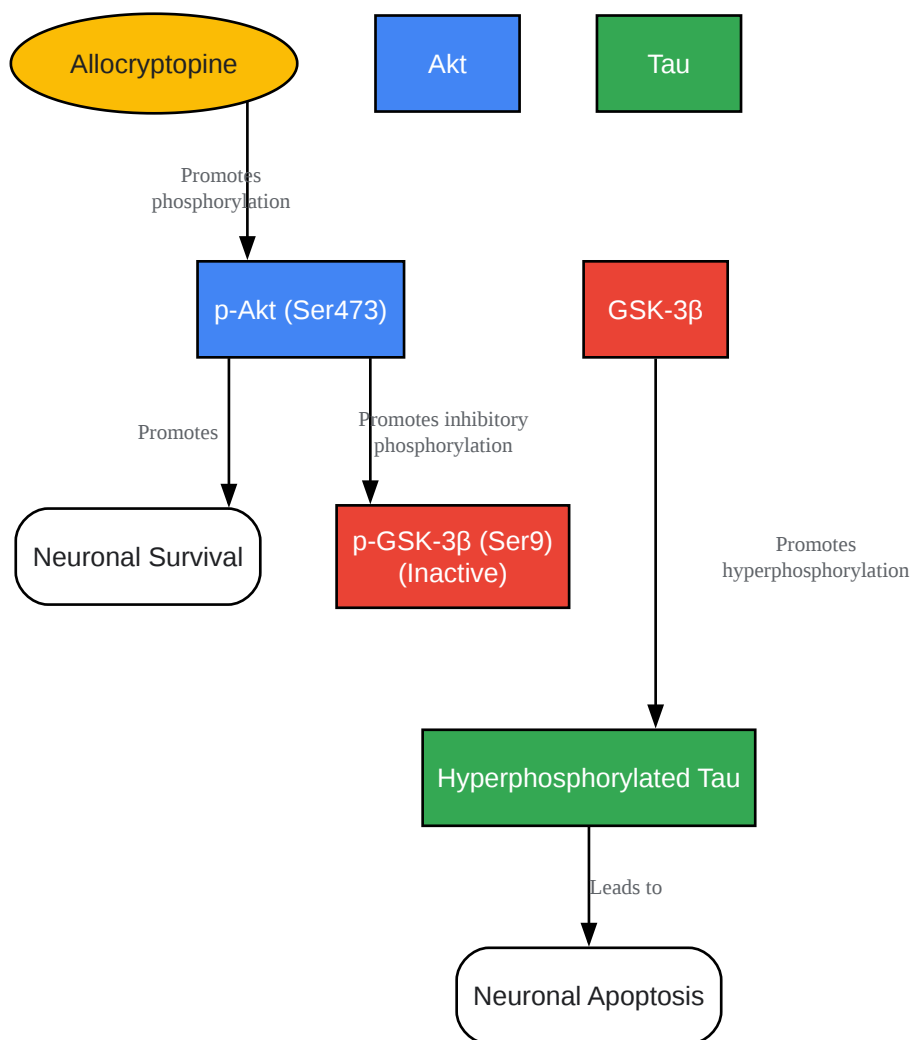 Allocryptopine
Akt
Tau
Promotes
phosphorylation
p-Akt (Ser473)
GSK-3β
Promotes
Promotes inhibitory
phosphorylation
Neuronal Survival
p-GSK-3β (Ser9)
(Inactive)
Promotes
hyperphosphorylation
Hyperphosphorylated Tau
Leads to
Neuronal Apoptosis